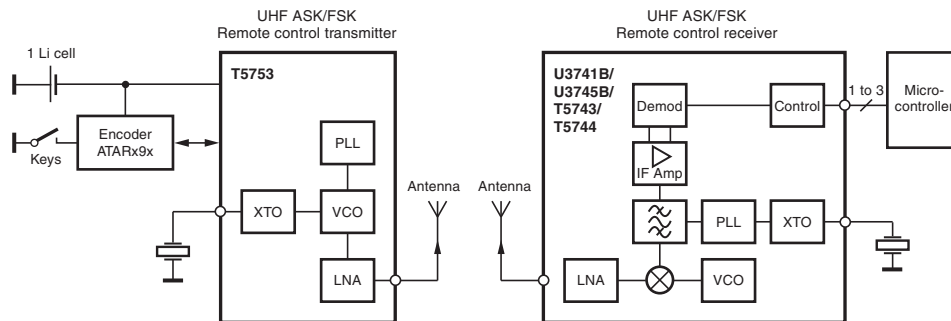 UHF ASK/FSK
Remote control transmitter
1 Li cell
T5753
Encoder
ATARx9x
Keys
PLL
XTO
VCO
LNA
Antenna
UHF ASK/FSK
Remote control receiver
U3741B/
U3745B/
T5743/
T5744
Demod
Control
1 to 3
Micro-
controller
IF Amp
Antenna
PLL
XTO
LNA
VCO